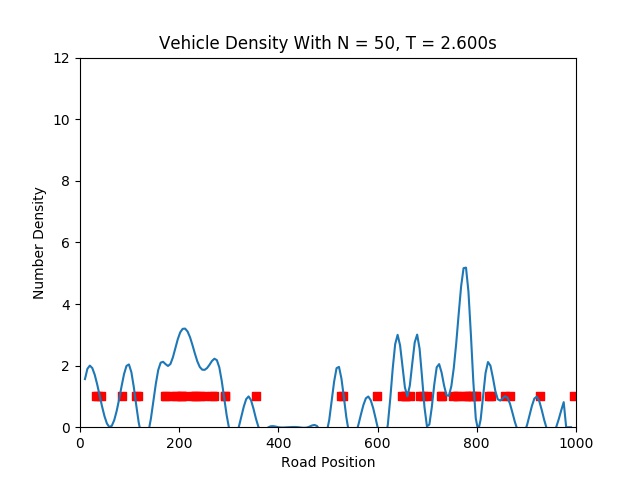 Vehicle Density With N = 50, T = 2.600s
12
10
8
6
4
2
0
Number Density
0 200 400 600 800 1000
Road Position